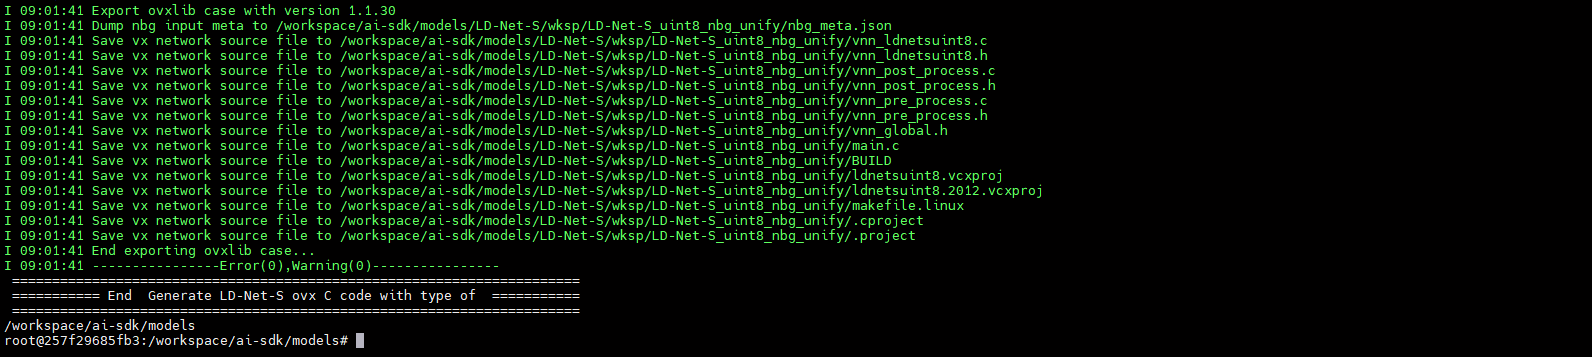 I 09:01:41 Export ovxlib case with version 1.1.30
I 09:01:41 Dump nbg input meta to /workspace/ai-sdk/models/LD-Net-S/wksp/LD-Net-S_uint8_nbg_unify/nbg_meta.json
I 09:01:41 Save vx network source file to /workspace/ai-sdk/models/LD-Net-S/wksp/LD-Net-S_uint8_nbg_unify/vnn_ldnetsuint8.c
I 09:01:41 Save vx network source file to /workspace/ai-sdk/models/LD-Net-S/wksp/LD-Net-S_uint8_nbg_unify/vnn_ldnetsuint8.h
I 09:01:41 Save vx network source file to /workspace/ai-sdk/models/LD-Net-S/wksp/LD-Net-S_uint8_nbg_unify/vnn_post_process.c
I 09:01:41 Save vx network source file to /workspace/ai-sdk/models/LD-Net-S/wksp/LD-Net-S_uint8_nbg_unify/vnn_post_process.h
I 09:01:41 Save vx network source file to /workspace/ai-sdk/models/LD-Net-S/wksp/LD-Net-S_uint8_nbg_unify/vnn_pre_process.c
I 09:01:41 Save vx network source file to /workspace/ai-sdk/models/LD-Net-S/wksp/LD-Net-S_uint8_nbg_unify/vnn_pre_process.h
I 09:01:41 Save vx network source file to /workspace/ai-sdk/models/LD-Net-S/wksp/LD-Net-S_uint8_nbg_unify/vnn_global.h
I 09:01:41 Save vx network source file to /workspace/ai-sdk/models/LD-Net-S/wksp/LD-Net-S_uint8_nbg_unify/main.c
I 09:01:41 Save vx network source file to /workspace/ai-sdk/models/LD-Net-S/wksp/LD-Net-S_uint8_nbg_unify/BUILD
I 09:01:41 Save vx network source file to /workspace/ai-sdk/models/LD-Net-S/wksp/LD-Net-S_uint8_nbg_unify/ldnetsuint8.vcxproj
I 09:01:41 Save vx network source file to /workspace/ai-sdk/models/LD-Net-S/wksp/LD-Net-S_uint8_nbg_unify/ldnetsuint8.2012.vcxproj
I 09:01:41 Save vx network source file to /workspace/ai-sdk/models/LD-Net-S/wksp/LD-Net-S_uint8_nbg_unify/makefile.linux
I 09:01:41 Save vx network source file to /workspace/ai-sdk/models/LD-Net-S/wksp/LD-Net-S_uint8_nbg_unify/.cproject
I 09:01:41 Save vx network source file to /workspace/ai-sdk/models/LD-Net-S/wksp/LD-Net-S_uint8_nbg_unify/.project
I 09:01:41 End exporting ovxlib case...
I 09:01:41 ----------------Error(0),Warning(0)----------------
=======================================================================
=========== End  Generate LD-Net-S ovx C code with type of  ===========
=======================================================================
/workspace/ai-sdk/models
root@257f29685fb3:/workspace/ai-sdk/models#